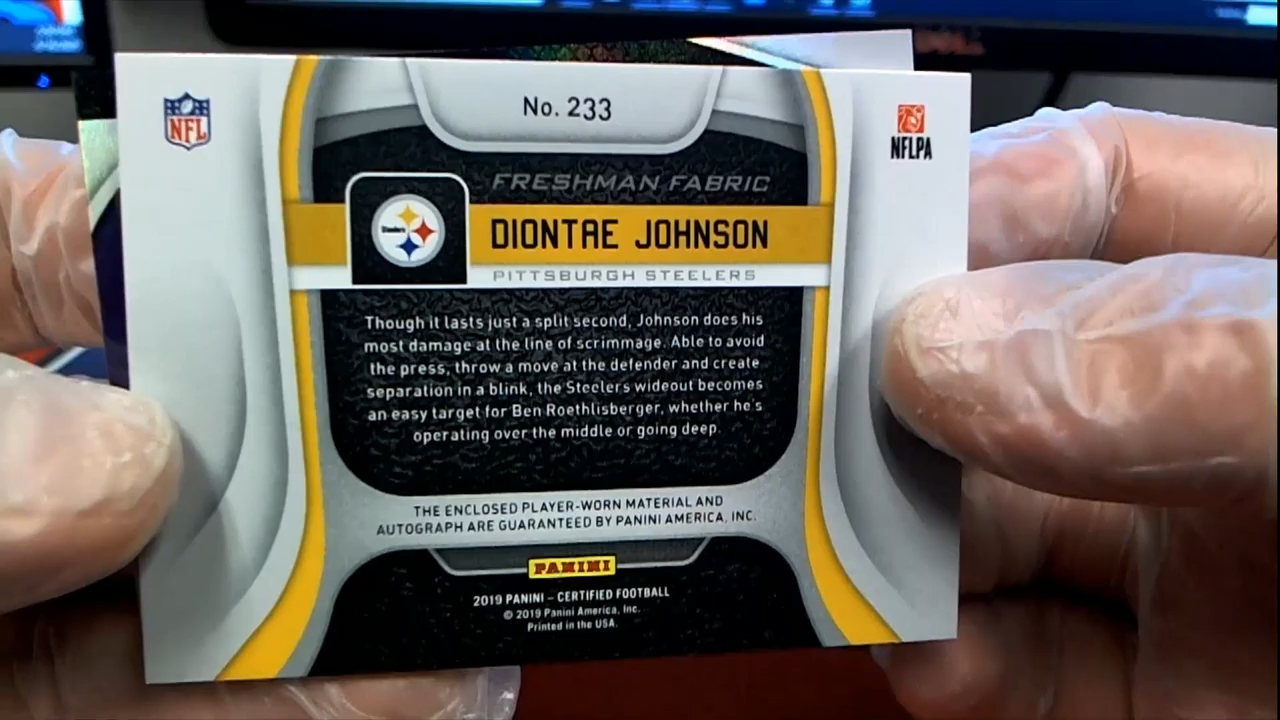 No. 233
NFL
NFLPA
FRESHMAN FABRIC
Steelers
DIONTAE JOHNSON
PITTSBURGH STEELERS
Though it lasts just a split second, Johnson does his
most damage at the line of scrimmage. Able to avoid
the press, throw a move at the defender and create
separation in a blink, the Steelers wideout becomes
an easy target for Ben Roethlisberger, whether he's
operating over the middle or going deep.
THE ENCLOSED PLAYER-WORN MATERIAL AND
AUTOGRAPH ARE GUARANTEED BY PANINI AMERICA, INC.
PANINI
2019 PANINI – CERTIFIED FOOTBALL
© 2019 Panini America, Inc.
Printed in the USA.